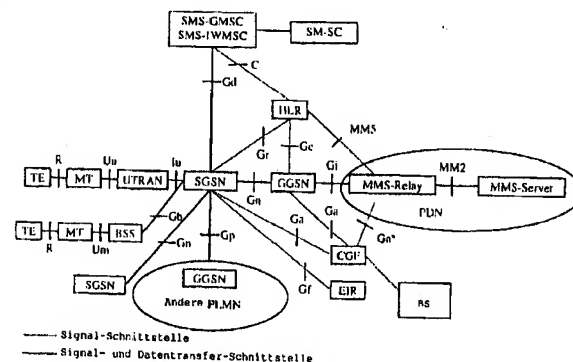 SMS-GMSC
SMS-IWMSC
SM-SC
C
Gd
HLR
MM5
Gr
Gc
R
Uu
Iu
Gi
MM2
TE
MT
UTRAN
SGSN
Gn
GGSN
MMS-Relay
MMS-Server
PDN
Gb
Ga
Ga
Gn*
TE
MT
BSS
R
Um
Gn
Gp
CGF
SGSN
GGSN
Gf
EIR
BS
Andere PLMN
Signal-Schnittstelle
Signal- und Datentransfer-Schnittstelle